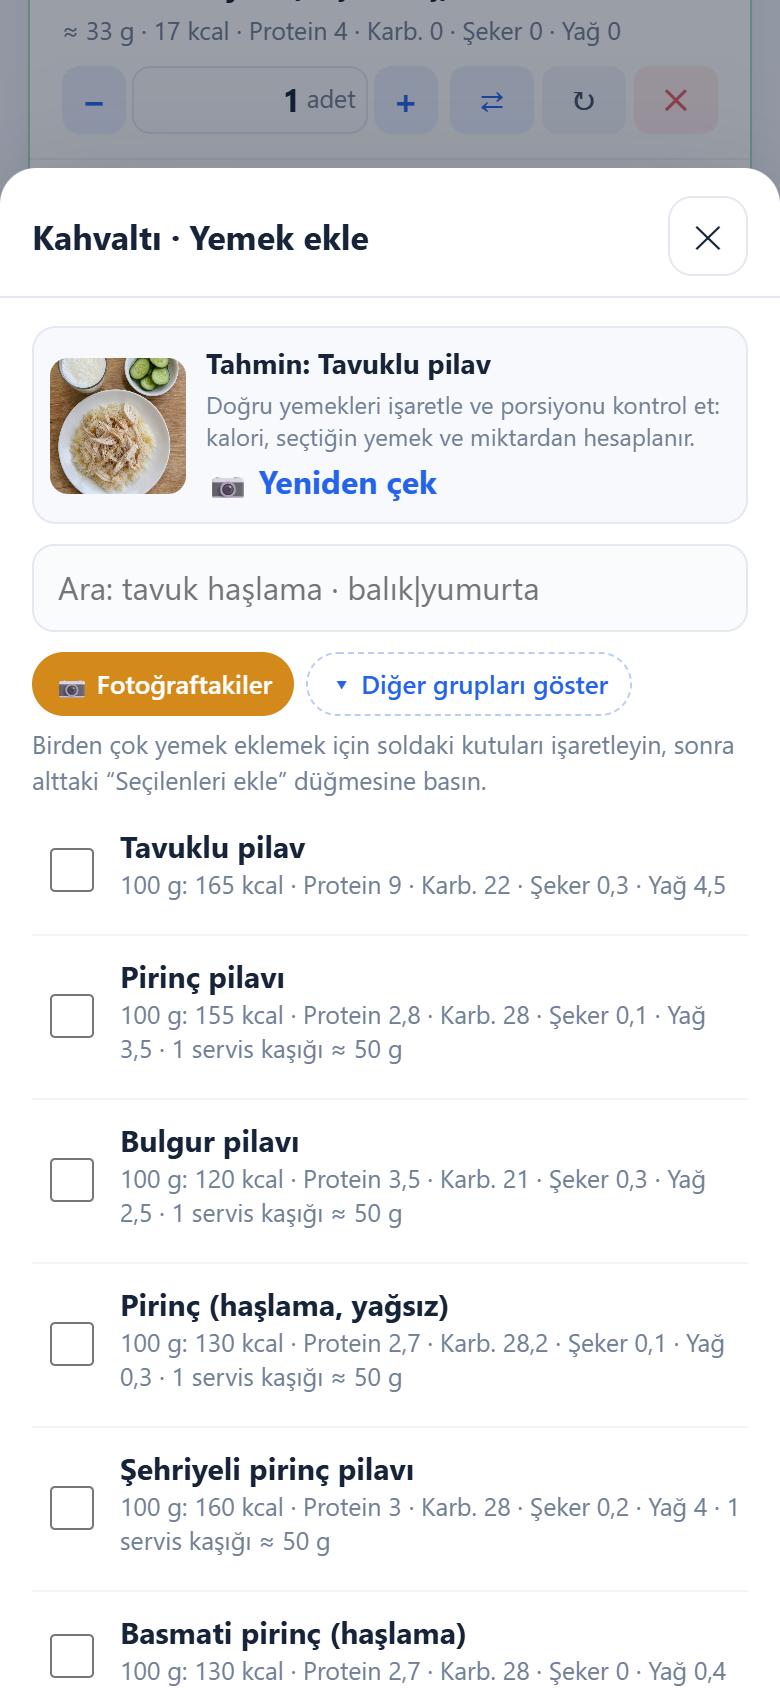 ≈ 33 g · 17 kcal · Protein 4 · Karb. 0 · Şeker 0 · Yağ 0
− 1 adet + ⇄ ↻ ×
Kahvaltı · Yemek ekle
Tahmin: Tavuklu pilav
Doğru yemekleri işaretle ve porsiyonu kontrol et:
kalori, seçtiğin yemek ve miktardan hesaplanır.
📷 Yeniden çek
Ara: tavuk haşlama · balık|yumurta
📷 Fotoğraftakiler ▼ Diğer grupları göster
Birden çok yemek eklemek için soldaki kutuları işaretleyin, sonra
alttaki “Seçilenleri ekle” düğmesine basın.
Tavuklu pilav
100 g: 165 kcal · Protein 9 · Karb. 22 · Şeker 0,3 · Yağ 4,5
Pirinç pilavı
100 g: 155 kcal · Protein 2,8 · Karb. 28 · Şeker 0,1 · Yağ
3,5 · 1 servis kaşığı ≈ 50 g
Bulgur pilavı
100 g: 120 kcal · Protein 3,5 · Karb. 21 · Şeker 0,3 · Yağ
2,5 · 1 servis kaşığı ≈ 50 g
Pirinç (haşlama, yağsız)
100 g: 130 kcal · Protein 2,7 · Karb. 28,2 · Şeker 0,1 · Yağ
0,3 · 1 servis kaşığı ≈ 50 g
Şehriyeli pirinç pilavı
100 g: 160 kcal · Protein 3 · Karb. 28 · Şeker 0,2 · Yağ 4 · 1
servis kaşığı ≈ 50 g
Basmati pirinç (haşlama)
100 g: 130 kcal · Protein 2,7 · Karb. 28 · Şeker 0 · Yağ 0,4